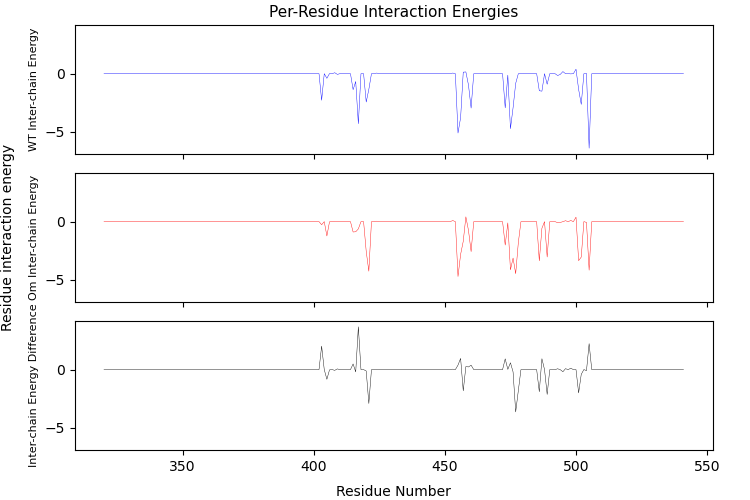 Per-Residue Interaction Energies
Residue interaction energy
WT Inter-chain Energy
0
−5
Om Inter-chain Energy
0
−5
Inter-chain Energy Difference
0
−5
350
400
450
500
550
Residue Number